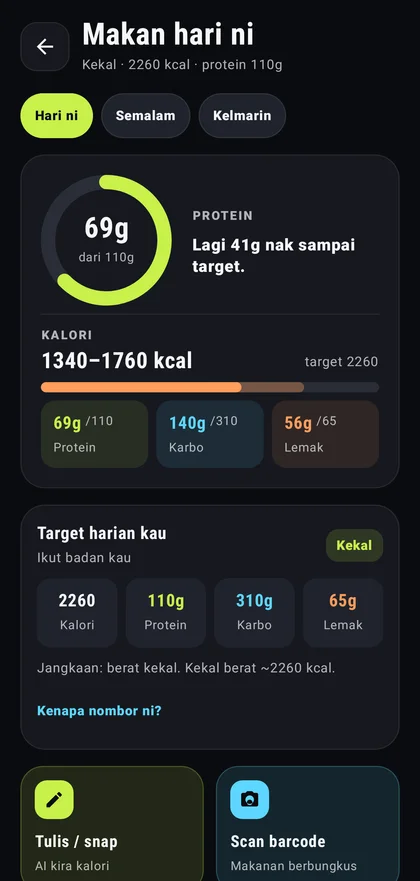 Makan hari ni
Kekal · 2260 kcal · protein 110g
Hari ni
Semalam
Kelmarin
69g
dari 110g
PROTEIN
Lagi 41g nak sampai
target.
KALORI
1340–1760 kcal
target 2260
69g /110
Protein
140g /310
Karbo
56g /65
Lemak
Target harian kau
Ikut badan kau
Kekal
2260
Kalori
110g
Protein
310g
Karbo
65g
Lemak
Jangkaan: berat kekal. Kekal berat ~2260 kcal.
Kenapa nombor ni?
Tulis / snap
AI kira kalori
Scan barcode
Makanan berbungkus